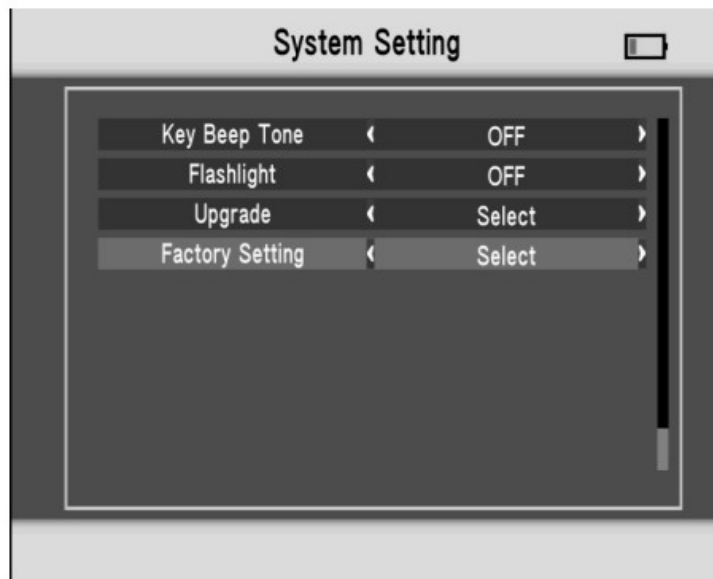 System Setting
Key Beep Tone OFF
Flashlight OFF
Upgrade Select
Factory Setting Select